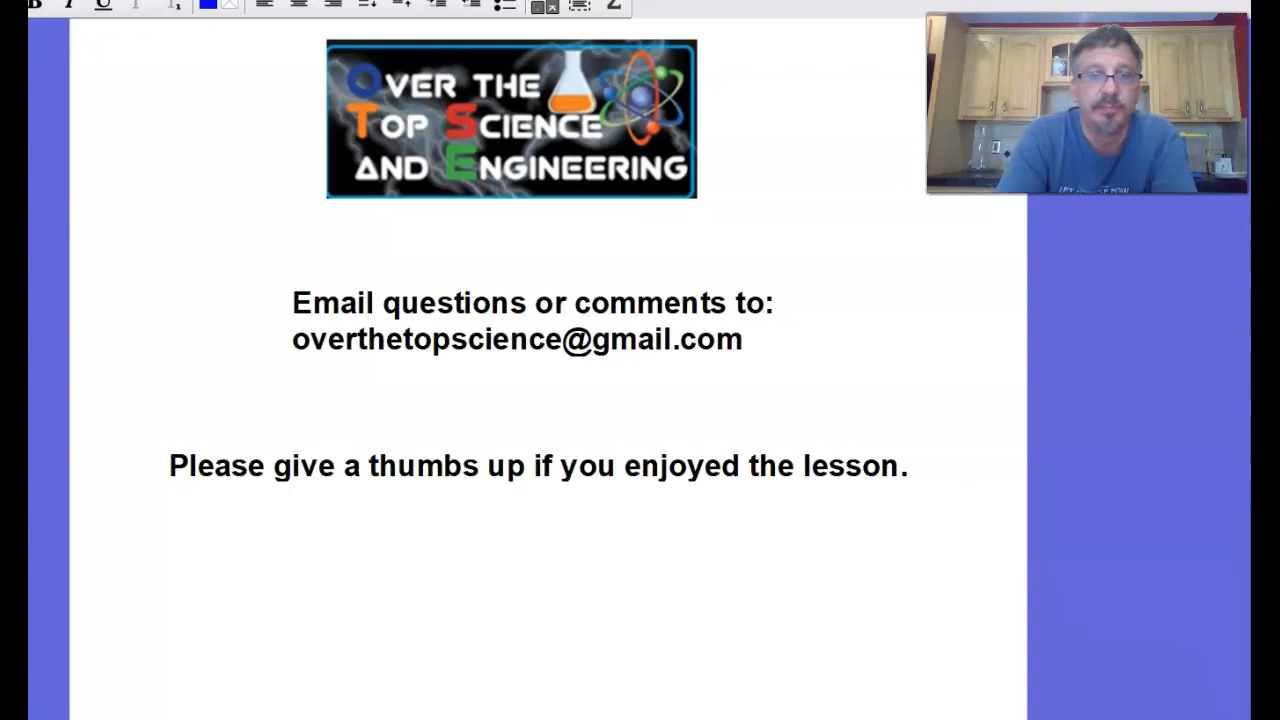 OVER THE
TOP SCIENCE
AND ENGINEERING
Email questions or comments to:
overthetopscience@gmail.com
Please give a thumbs up if you enjoyed the lesson.